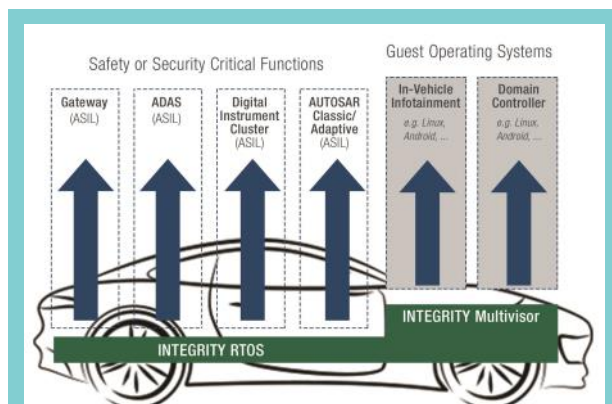 Safety or Security Critical Functions
Guest Operating Systems
Gateway
(ASIL)
ADAS
(ASIL)
Digital
Instrument
Cluster
(ASIL)
AUTOSAR
Classic/
Adaptive
(ASIL)
In-Vehicle
Infotainment
e.g. Linux,
Android, ...
Domain
Controller
e.g. Linux,
Android, ...
INTEGRITY Multivisor
INTEGRITY RTOS